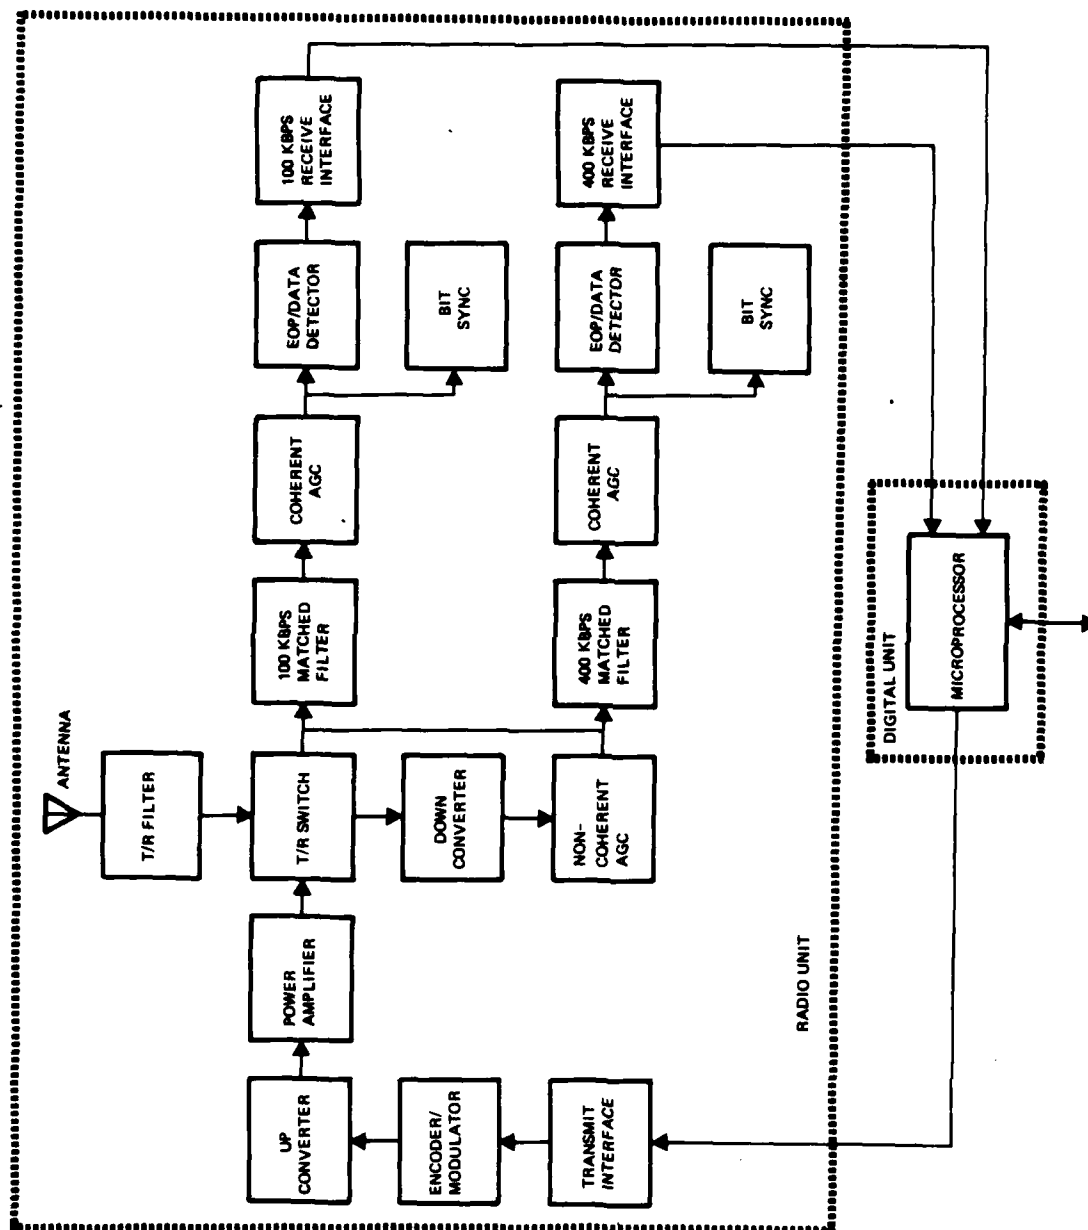 ANTENNA
T/R FILTER
UP
CONVERTER
POWER
AMPLIFIER
T/R SWITCH
100 KBPS
MATCHED
FILTER
COHERENT
AGC
EOP/DATA
DETECTOR
100 KBPS
RECEIVE
INTERFACE
ENCODER/
MODULATOR
DOWN
CONVERTER
BIT
SYNC
TRANSMIT
INTERFACE
NON-
COHERENT
AGC
400 KBPS
MATCHED
FILTER
COHERENT
AGC
EOP/DATA
DETECTOR
400 KBPS
RECEIVE
INTERFACE
BIT
SYNC
RADIO UNIT
DIGITAL UNIT
MICROPROCESSOR